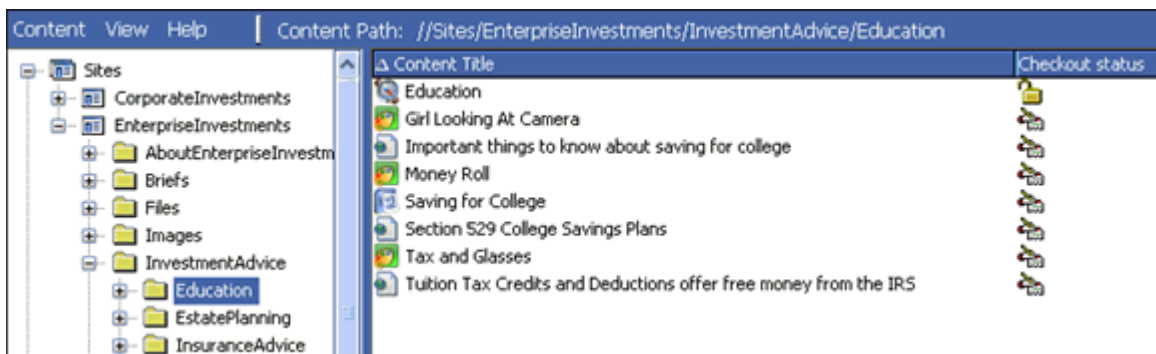 Content View Help Content Path: //Sites/EnterpriseInvestments/InvestmentAdvice/Education
Sites
CorporateInvestments
EnterpriseInvestments
AboutEnterpriseInvestm
Briefs
Files
Images
InvestmentAdvice
Education
EstatePlanning
InsuranceAdvice
Content Title Checkout status
Education
Girl Looking At Camera
Important things to know about saving for college
Money Roll
Saving for College
Section 529 College Savings Plans
Tax and Glasses
Tuition Tax Credits and Deductions offer free money from the IRS